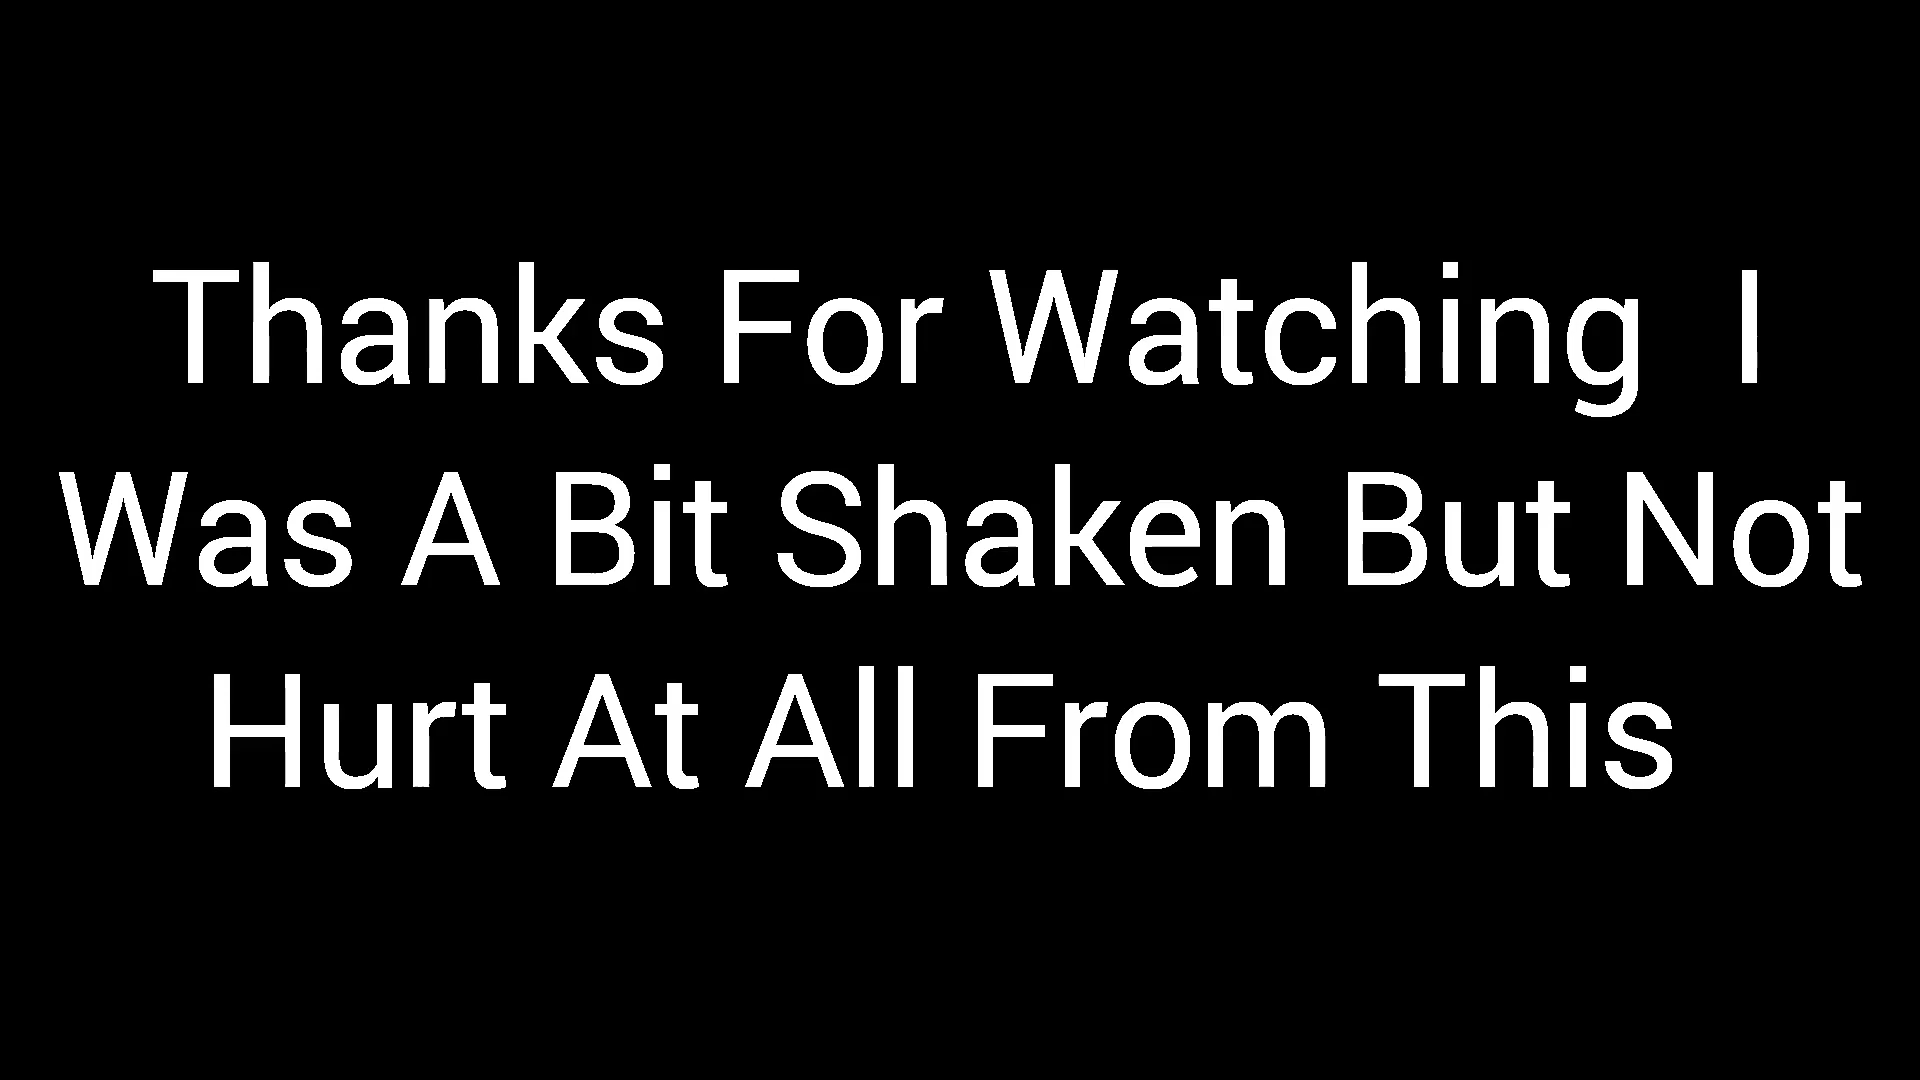 Thanks For Watching  I
Was A Bit Shaken But Not
Hurt At All From This